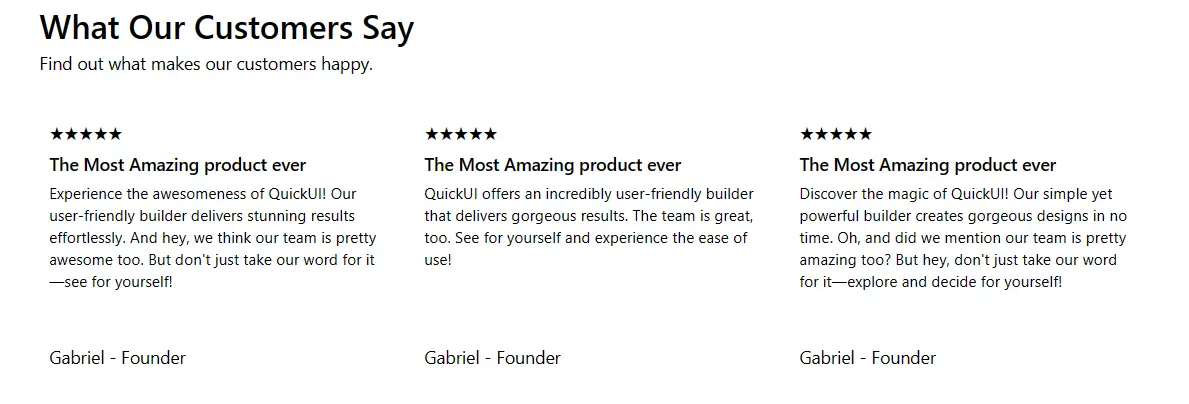 What Our Customers Say
Find out what makes our customers happy.
★★★★★
The Most Amazing product ever
Experience the awesomeness of QuickUI! Our
user-friendly builder delivers stunning results
effortlessly. And hey, we think our team is pretty
awesome too. But don't just take our word for it
—see for yourself!
Gabriel - Founder
★★★★★
The Most Amazing product ever
QuickUI offers an incredibly user-friendly builder
that delivers gorgeous results. The team is great,
too. See for yourself and experience the ease of
use!
Gabriel - Founder
★★★★★
The Most Amazing product ever
Discover the magic of QuickUI! Our simple yet
powerful builder creates gorgeous designs in no
time. Oh, and did we mention our team is pretty
amazing too? But hey, don't just take our word
for it—explore and decide for yourself!
Gabriel - Founder